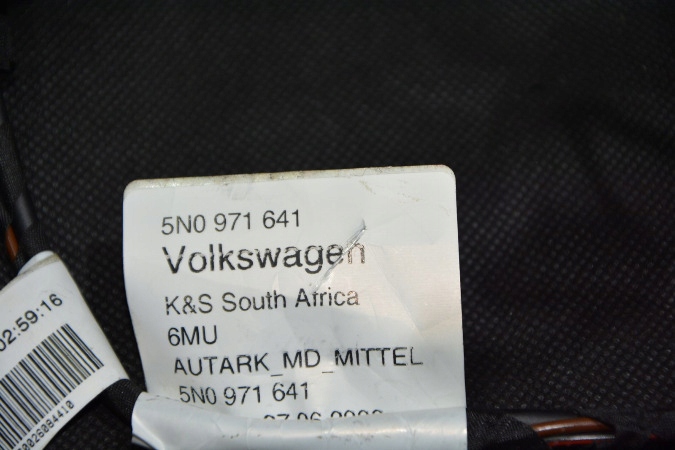 5N0 971 641
Volkswagen
K&S South Africa
6MU
AUTARK_MD_MITTEL
5N0 971 641
02:59:16